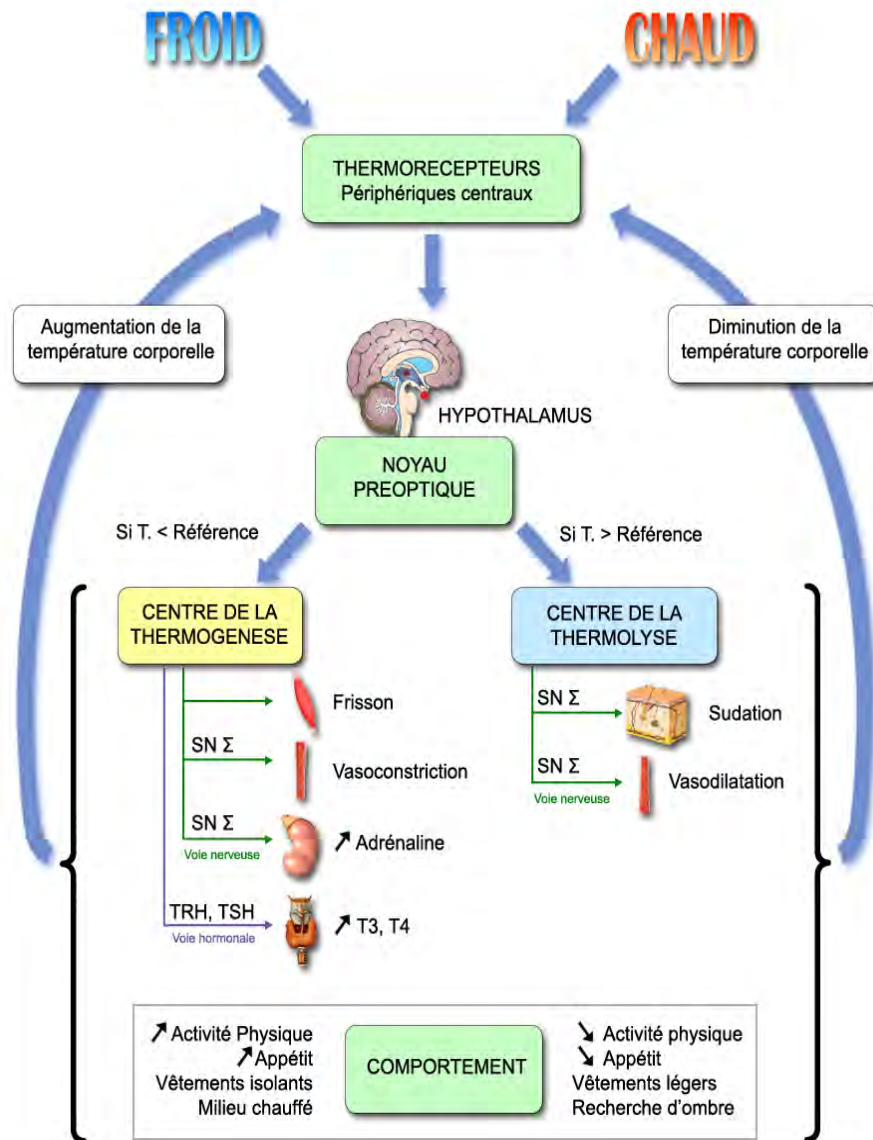 FROID
CHAUD
THERMORECEPTEURS
Périphériques centraux
Augmentation de la
température corporelle
Diminution de la
température corporelle
HYPOTHALAMUS
NOYAU
PREOPTIQUE
Si T. < Référence
Si T. > Référence
CENTRE DE LA
THERMOGENESE
Frisson
SN Σ
Vasoconstriction
SN Σ
Voie nerveuse
↗ Adrénaline
TRH, TSH
Voie hormonale
↗ T3, T4
CENTRE DE LA
THERMOLYSE
SN Σ
Sudation
SN Σ
Voie nerveuse
Vasodilatation
↗ Activité Physique
↗ Appétit
Vêtements isolants
Milieu chauffé
COMPORTEMENT
↘ Activité physique
↘ Appétit
Vêtements légers
Recherche d'ombre